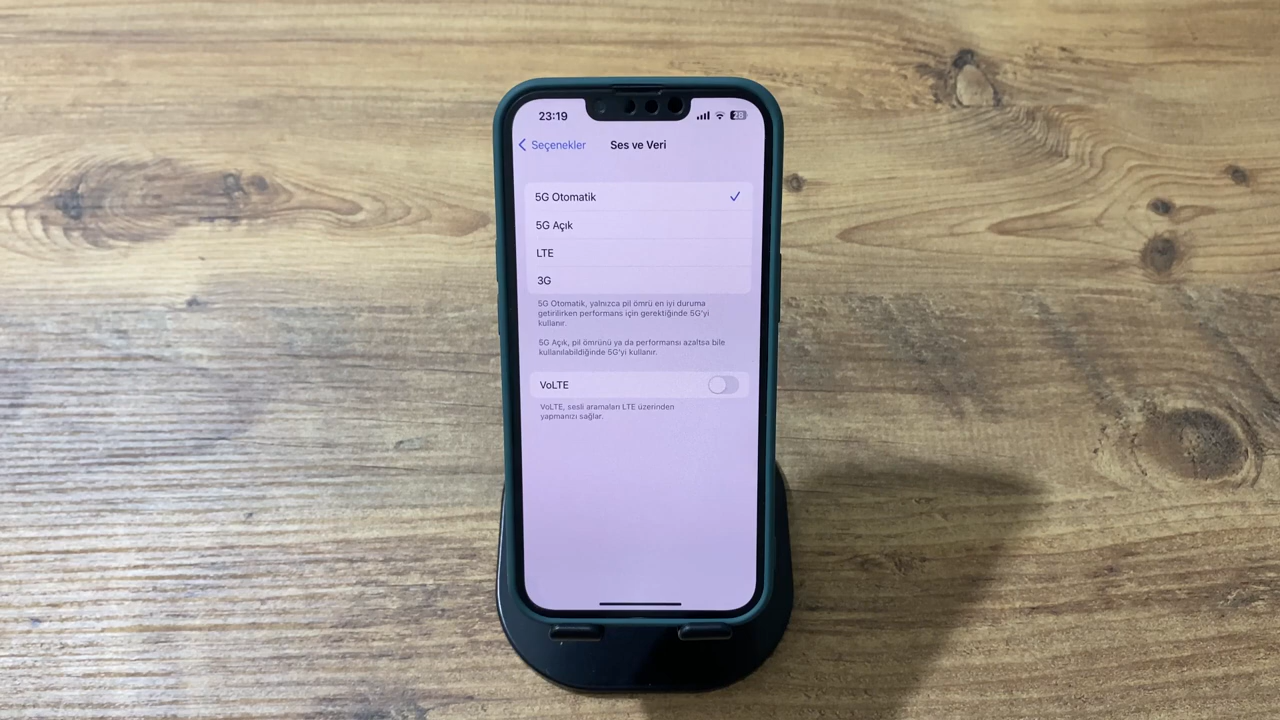 23:19
28
Seçenekler
Ses ve Veri
5G Otomatik
5G Açık
LTE
3G
5G Otomatik, yalnızca pil ömrü en iyi duruma
getirilirken performans için gerektiğinde 5G'yi
kullanır.
5G Açık, pil ömrünü ya da performansı azaltsa bile
kullanılabildiğinde 5G'yi kullanır.
VoLTE
VoLTE, sesli aramaları LTE üzerinden
yapmanızı sağlar.